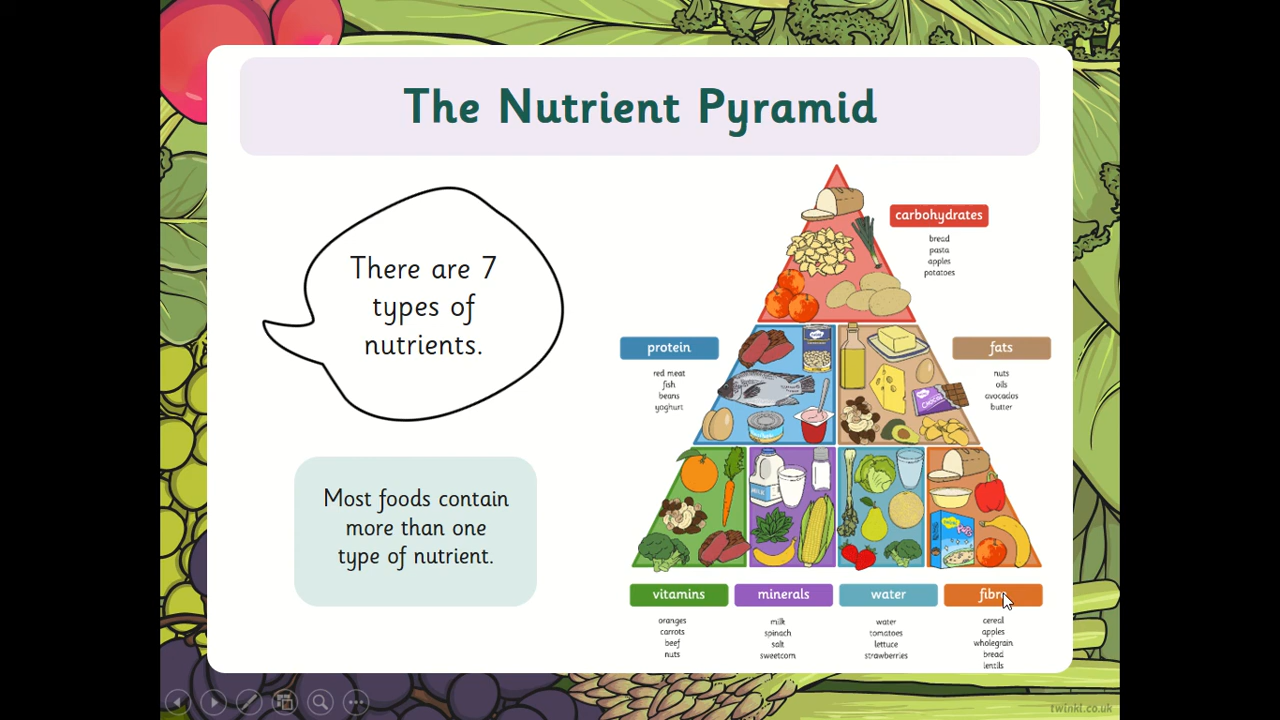 The Nutrient Pyramid
There are 7
types of
nutrients.
Most foods contain
more than one
type of nutrient.
carbohydrates
bread
pasta
apples
potatoes
protein
red meat
fish
beans
yoghurt
fats
nuts
oils
avocados
butter
MILK
vitamins
oranges
carrots
beef
nuts
minerals
milk
spinach
salt
sweetcorn
water
water
tomatoes
lettuce
strawberries
fibre
cereal
apples
wholegrain
bread
lentils
twinkl.co.uk